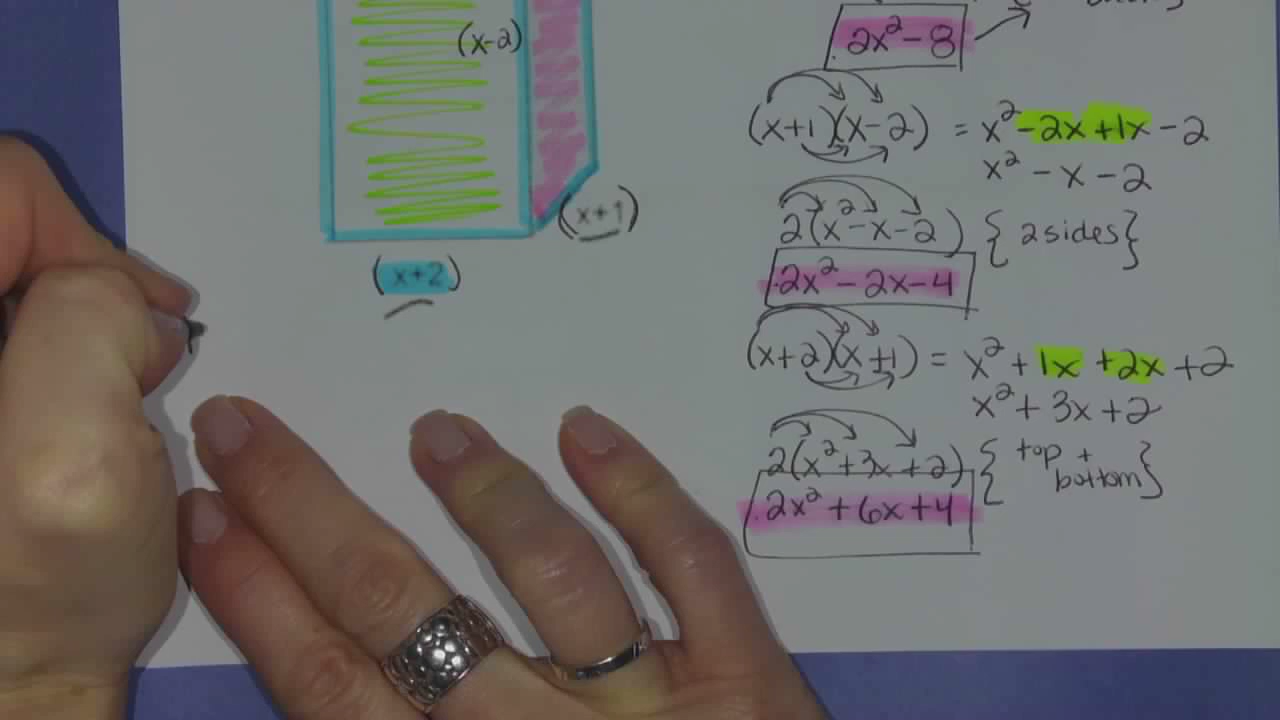 (x-2)
(x+1)
(x+2)
2x² - 8
(x+1)(x-2) = x² -2x +1x - 2
x² - x - 2
2(x² - x - 2) { 2 sides }
2x² - 2x - 4
(x+2)(x+1) = x² + 1x +2x +2
x² + 3x + 2
2(x² + 3x + 2) { top +
bottom }
2x² + 6x + 4